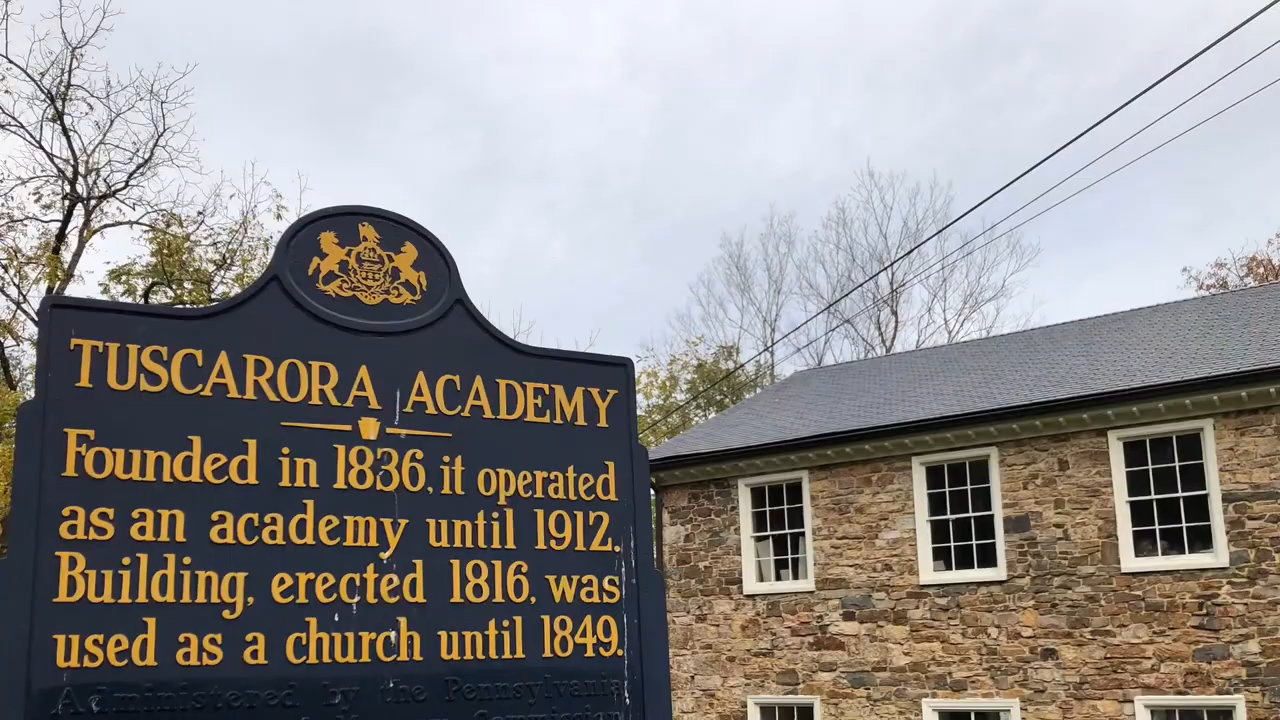 TUSCARORA ACADEMY
Founded in 1836, it operated
as an academy until 1912.
Building, erected 1816, was
used as a church until 1849.
Administered by the Pennsylvania
Commission